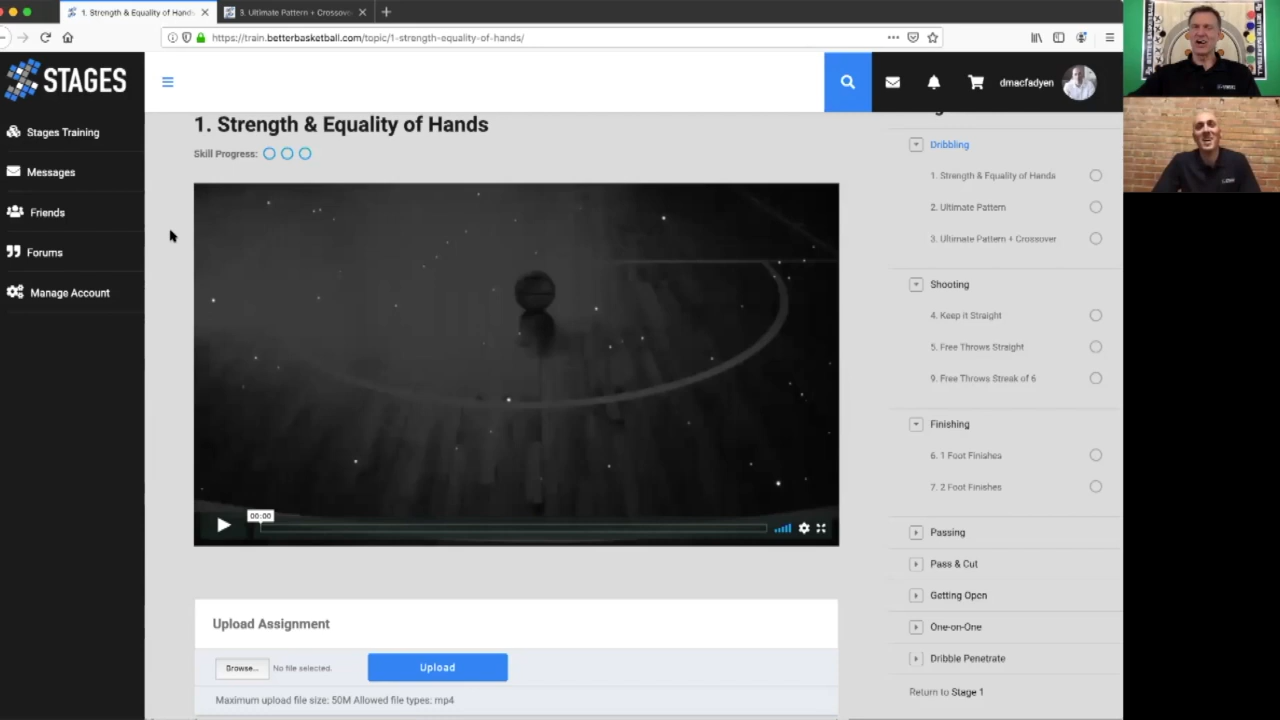 1. Strength & Equality of Hands
3. Ultimate Pattern + Crossover
https://train.betterbasketball.com/topic/1-strength-equality-of-hands/
STAGES
dmacfadyen
Stages Training
Messages
Friends
Forums
Manage Account
1. Strength & Equality of Hands
Skill Progress:
00:00
Upload Assignment
Browse... No file selected.
Upload
Maximum upload file size: 50M Allowed file types: mp4
Dribbling
1. Strength & Equality of Hands
2. Ultimate Pattern
3. Ultimate Pattern + Crossover
Shooting
4. Keep it Straight
5. Free Throws Straight
9. Free Throws Streak of 6
Finishing
6. 1 Foot Finishes
7. 2 Foot Finishes
Passing
Pass & Cut
Getting Open
One-on-One
Dribble Penetrate
Return to Stage 1